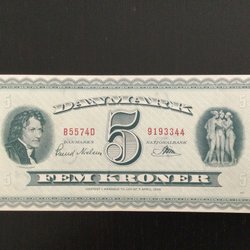 DANMARK
B5574D 5 9193344
DANMARKS NATIONALBANK
5 5
FEM KRONER